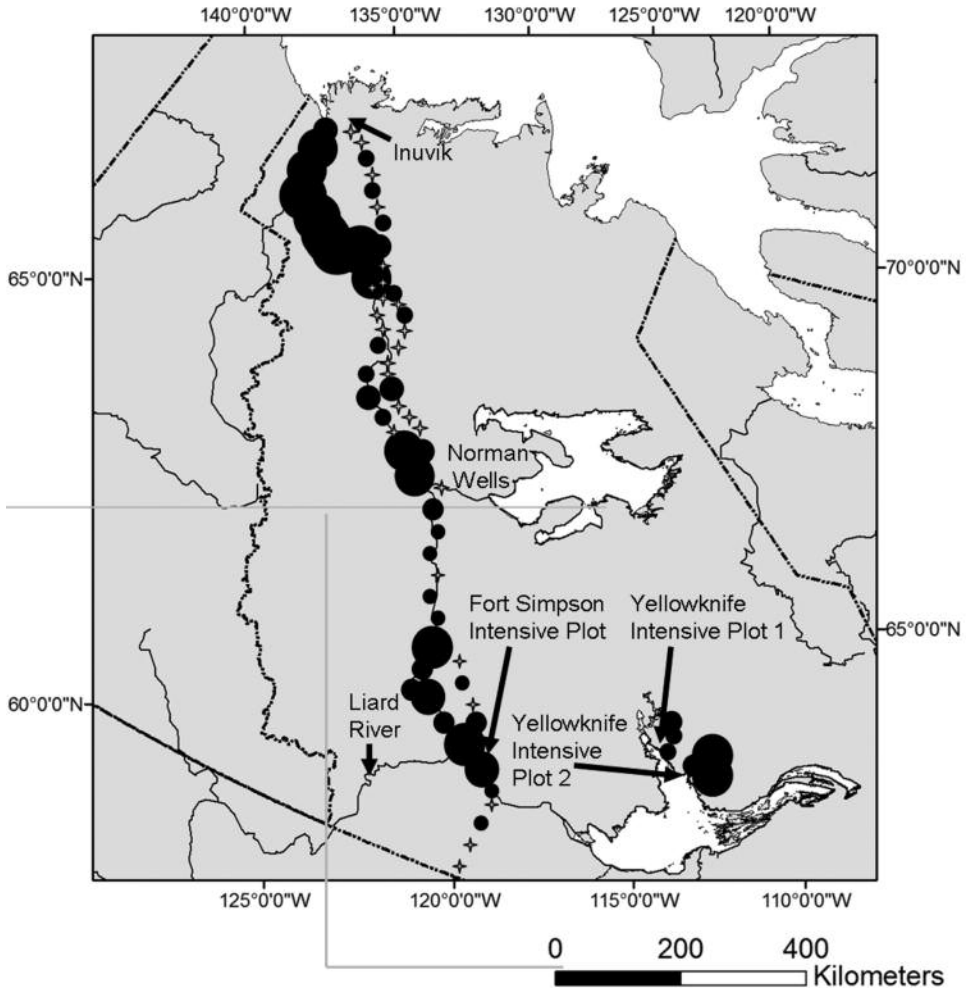 140°0'0"W 135°0'0"W 130°0'0"W 125°0'0"W 120°0'0"W
Inuvik
65°0'0"N
70°0'0"N
Norman
Wells
Fort Simpson
Intensive Plot
Yellowknife
Intensive Plot 1
65°0'0"N
60°0'0"N
Liard
River
Yellowknife
Intensive
Plot 2
125°0'0"W 120°0'0"W 115°0'0"W 110°0'0"W
0 200 400
Kilometers